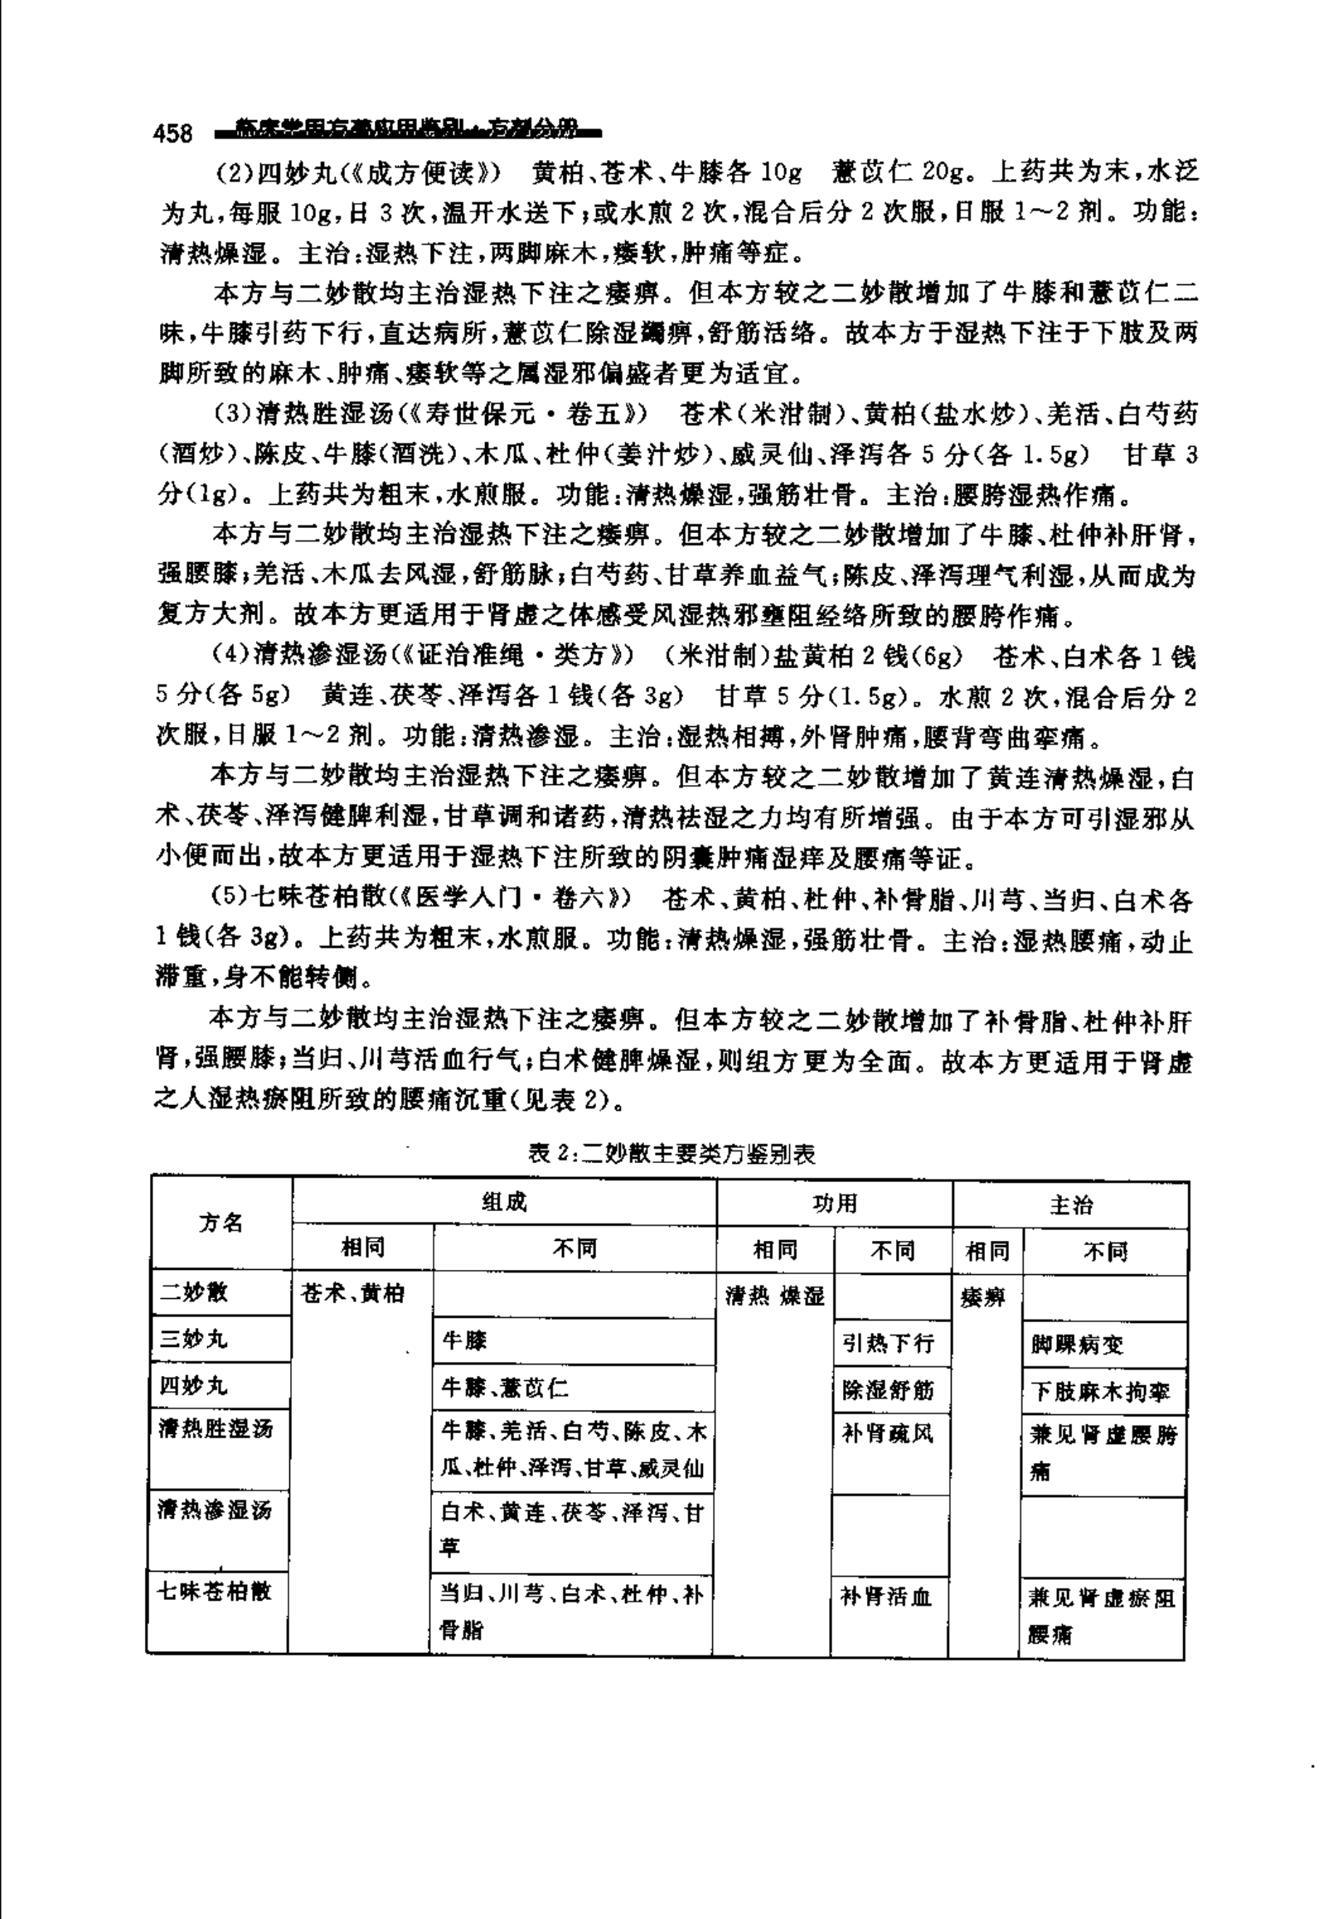 458 临床常用方药应用鉴别·方剂分册
(2)四妙丸(《成方便读》) 黄柏、苍术、牛膝各 10g 薏苡仁 20g。上药共为末,水泛
为丸,每服 10g,日 3 次,温开水送下;或水煎 2 次,混合后分 2 次服,日服 1～2 剂。功能:
清热燥湿。主治:湿热下注,两脚麻木,痿软,肿痛等症。
本方与二妙散均主治湿热下注之痿痹。但本方较之二妙散增加了牛膝和薏苡仁二
味,牛膝引药下行,直达病所,薏苡仁除湿蠲痹,舒筋活络。故本方于湿热下注于下肢及两
脚所致的麻木、肿痛、痿软等之属湿邪偏盛者更为适宜。
(3)清热胜湿汤(《寿世保元·卷五》) 苍术(米泔制)、黄柏(盐水炒)、羌活、白芍药
(酒炒)、陈皮、牛膝(酒洗)、木瓜、杜仲(姜汁炒)、威灵仙、泽泻各 5 分(各 1.5g) 甘草 3
分(1g)。上药共为粗末,水煎服。功能:清热燥湿,强筋壮骨。主治:腰胯湿热作痛。
本方与二妙散均主治湿热下注之痿痹。但本方较之二妙散增加了牛膝、杜仲补肝肾,
强腰膝;羌活、木瓜去风湿,舒筋脉;白芍药、甘草养血益气;陈皮、泽泻理气利湿,从而成为
复方大剂。故本方更适用于肾虚之体感受风湿热邪壅阻经络所致的腰胯作痛。
(4)清热渗湿汤(《证治准绳·类方》) (米泔制)盐黄柏 2 钱(6g) 苍术、白术各 1 钱
5 分(各 5g) 黄连、茯苓、泽泻各 1 钱(各 3g) 甘草 5 分(1.5g)。水煎 2 次,混合后分 2
次服,日服 1～2 剂。功能:清热渗湿。主治:湿热相搏,外肾肿痛,腰背弯曲挛痛。
本方与二妙散均主治湿热下注之痿痹。但本方较之二妙散增加了黄连清热燥湿,白
术、茯苓、泽泻健脾利湿,甘草调和诸药,清热祛湿之力均有所增强。由于本方可引湿邪从
小便而出,故本方更适用于湿热下注所致的阴囊肿痛湿痒及腰痛等证。
(5)七味苍柏散(《医学人门·卷六》) 苍术、黄柏、杜仲、补骨脂、川芎、当归、白术各
1 钱(各 3g)。上药共为粗末,水煎服。功能:清热燥湿,强筋壮骨。主治:湿热腰痛,动止
滞重,身不能转侧。
本方与二妙散均主治湿热下注之痿痹。但本方较之二妙散增加了补骨脂、杜仲补肝
肾,强腰膝;当归、川芎活血行气;白术健脾燥湿,则组方更为全面。故本方更适用于肾虚
之人湿热瘀阻所致的腰痛沉重(见表 2)。
表 2:二妙散主要类方鉴别表
方名 组成 功用 主治
相同 不同 相同 不同 相同 不同
二妙散 苍术、黄柏 清热 燥湿 痿痹
三妙丸 牛膝 引热下行 脚踝病变
四妙丸 牛膝、薏苡仁 除湿舒筋 下肢麻木拘挛
清热胜湿汤 牛膝、羌活、白芍、陈皮、木 补肾疏风 兼见肾虚腰胯
瓜、杜仲、泽泻、甘草、威灵仙 痛
清热渗湿汤 白术、黄连、茯苓、泽泻、甘
草
七味苍柏散 当归、川芎、白术、杜仲、补 补肾活血 兼见肾虚瘀阻
骨脂 腰痛